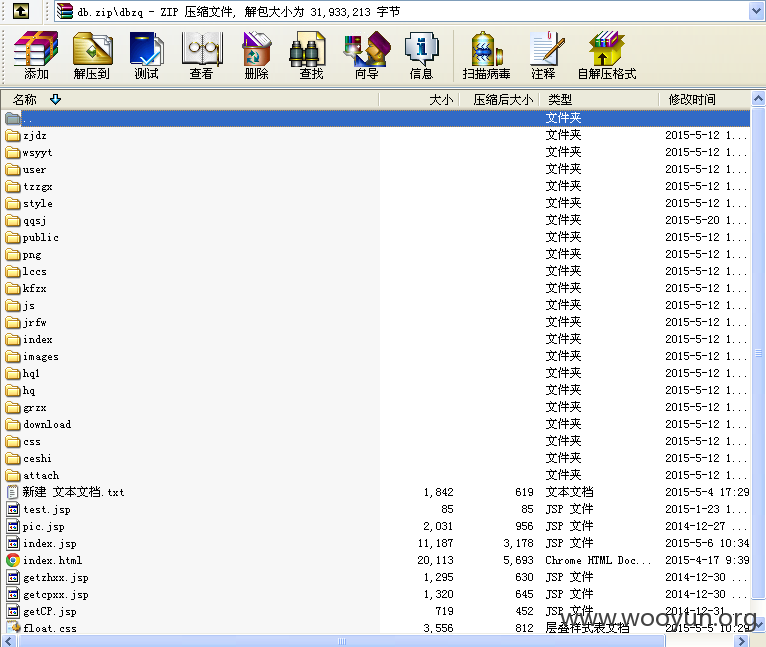 db.zip\dbzq - ZIP 压缩文件, 解包大小为 31,933,213 字节
添加 解压到 测试 查看 删除 查找 向导 信息 扫描病毒 注释 自解压格式
名称 大小 压缩后大小 类型 修改时间
.. 文件夹
zjdz 文件夹 2015-5-12 1...
wsyyt 文件夹 2015-5-12 1...
user 文件夹 2015-5-12 1...
tzzgx 文件夹 2015-5-12 1...
style 文件夹 2015-5-12 1...
qqsj 文件夹 2015-5-20 1...
public 文件夹 2015-5-12 1...
png 文件夹 2015-5-12 1...
lccs 文件夹 2015-5-12 1...
kfzx 文件夹 2015-5-12 1...
js 文件夹 2015-5-12 1...
jrfw 文件夹 2015-5-12 1...
index 文件夹 2015-5-12 1...
images 文件夹 2015-5-12 1...
hq1 文件夹 2015-5-12 1...
hq 文件夹 2015-5-12 1...
grzx 文件夹 2015-5-12 1...
download 文件夹 2015-5-12 1...
css 文件夹 2015-5-12 1...
ceshi 文件夹 2015-5-12 1...
attach 文件夹 2015-5-12 1...
新建 文本文档.txt 1,842 619 文本文档 2015-5-4 17:29
test.jsp 85 85 JSP 文件 2015-1-23 1...
pic.jsp 2,031 956 JSP 文件 2014-12-27 ...
index.jsp 11,187 3,178 JSP 文件 2015-5-6 10:34
index.html 20,113 5,693 Chrome HTML Doc... 2015-4-17 9:39
getzhxx.jsp 1,295 630 JSP 文件 2014-12-30 ...
getcpxx.jsp 1,320 645 JSP 文件 2014-12-30 ...
getCP.jsp 719 452 JSP 文件 2014-12-31 ...
float.css 3,556 812 层叠样式表文档 2015-5-5 10:29
www.wooyun.org